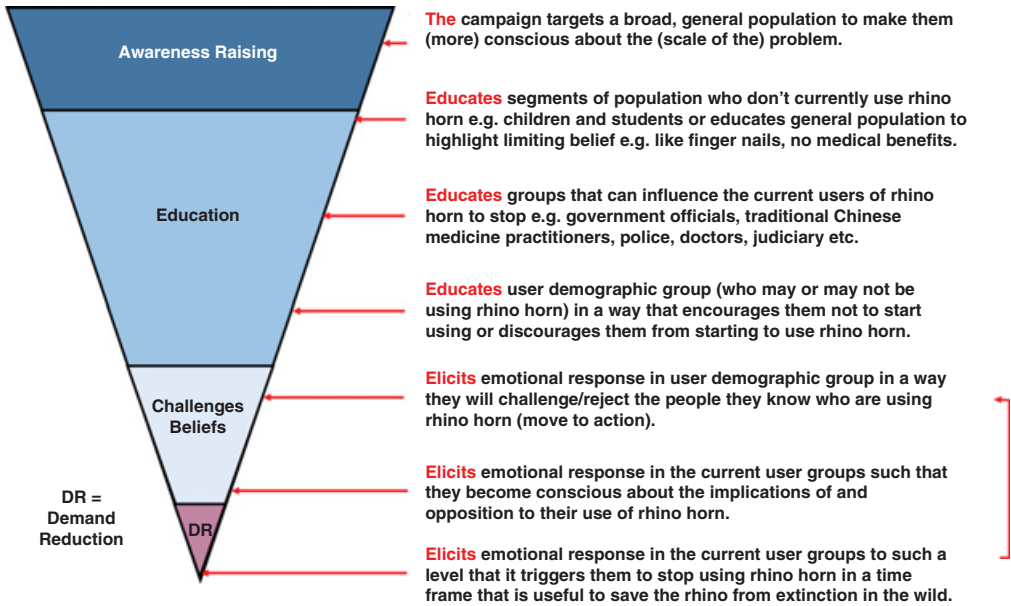 Awareness Raising
The campaign targets a broad, general population to make them
(more) conscious about the (scale of the) problem.
Educates segments of population who don't currently use rhino
horn e.g. children and students or educates general population to
highlight limiting belief e.g. like finger nails, no medical benefits.
Education
Educates groups that can influence the current users of rhino
horn to stop e.g. government officials, traditional Chinese
medicine practitioners, police, doctors, judiciary etc.
Educates user demographic group (who may or may not be
using rhino horn) in a way that encourages them not to start
using or discourages them from starting to use rhino horn.
Challenges
Beliefs
Elicits emotional response in user demographic group in a way
they will challenge/reject the people they know who are using
rhino horn (move to action).
Elicits emotional response in the current user groups such that
they become conscious about the implications of and
opposition to their use of rhino horn.
DR =
Demand
Reduction
DR
Elicits emotional response in the current user groups to such a
level that it triggers them to stop using rhino horn in a time
frame that is useful to save the rhino from extinction in the wild.